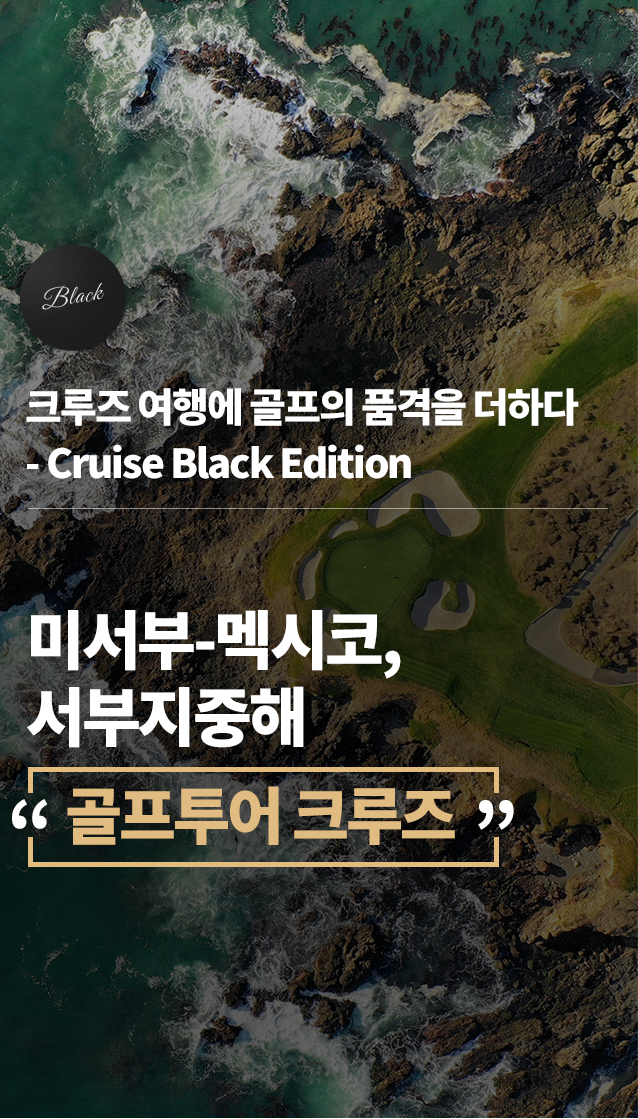 Black
크루즈 여행에 골프의 품격을 더하다
- Cruise Black Edition
미서부-멕시코,
서부지중해
“ 골프투어 크루즈 ”